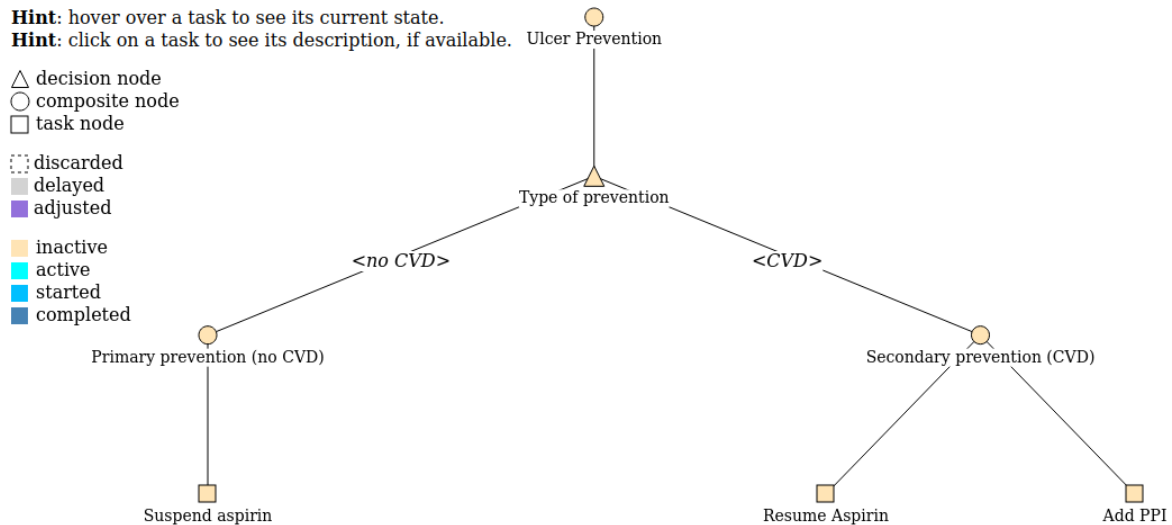 Hint: hover over a task to see its current state.
Hint: click on a task to see its description, if available.
decision node
composite node
task node
discarded
delayed
adjusted
inactive
active
started
completed
Ulcer Prevention
Type of prevention
<no CVD>
<CVD>
Primary prevention (no CVD)
Secondary prevention (CVD)
Suspend aspirin
Resume Aspirin
Add PPI